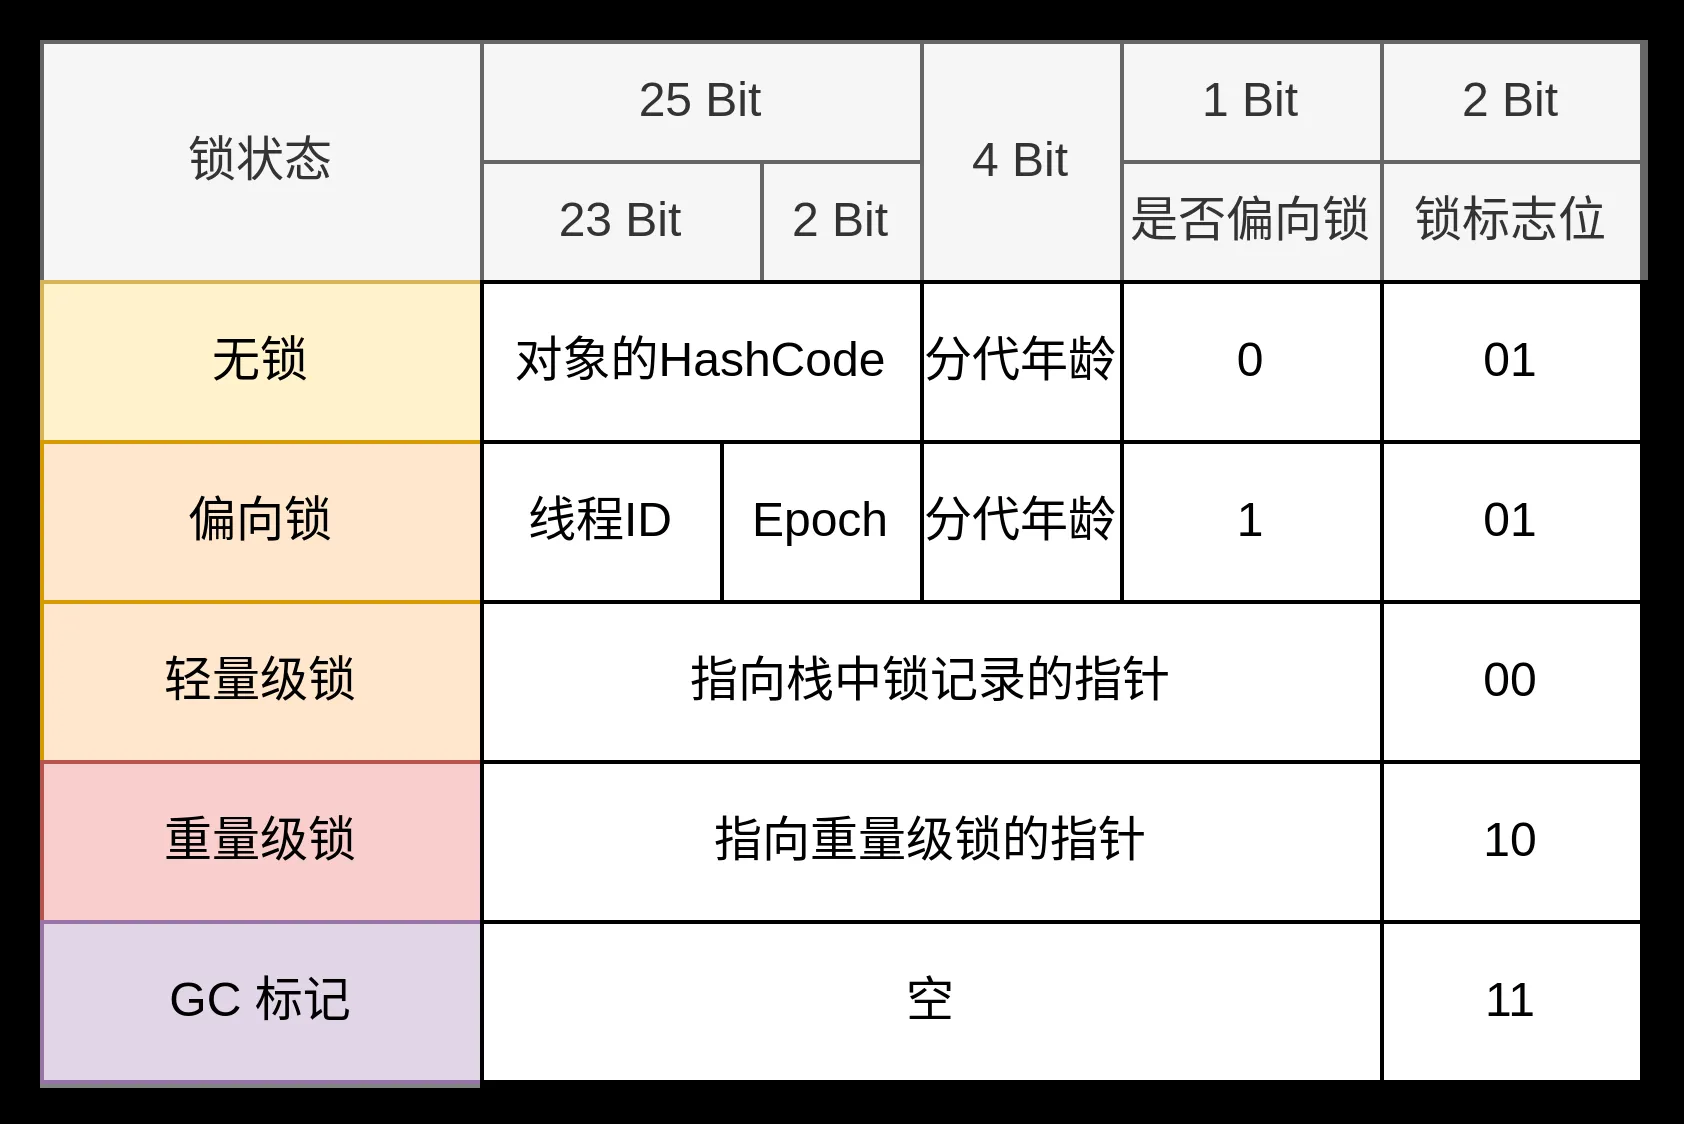 锁状态
25 Bit
4 Bit
1 Bit
2 Bit
23 Bit
2 Bit
是否偏向锁
锁标志位
无锁
对象的HashCode
分代年龄
0
01
偏向锁
线程ID
Epoch
分代年龄
1
01
轻量级锁
指向栈中锁记录的指针
00
重量级锁
指向重量级锁的指针
10
GC 标记
空
11